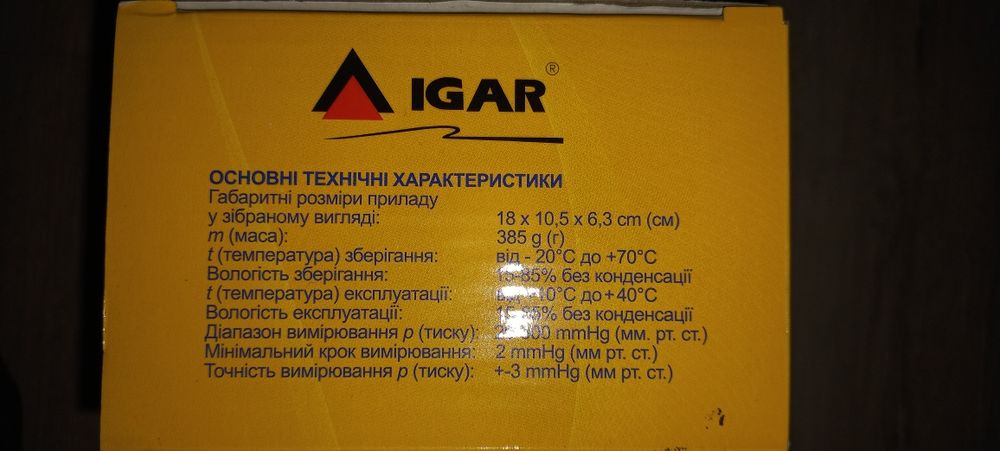 IGAR®
ОСНОВНІ ТЕХНІЧНІ ХАРАКТЕРИСТИКИ
Габаритні розміри приладу
у зібраному вигляді: 18 x 10,5 x 6,3 cm (см)
m (маса): 385 g (г)
t (температура) зберігання: від - 20°C до +70°C
Вологість зберігання: 15-85% без конденсації
t (температура) експлуатації: до +40°C
Вологість експлуатації: без конденсації
Діапазон вимірювання p (тиску): mmHg (мм. рт. ст.)
Мінімальний крок вимірювання: 2 mmHg (мм рт. ст.)
Точність вимірювання p (тиску): +-3 mmHg (мм рт. ст.)